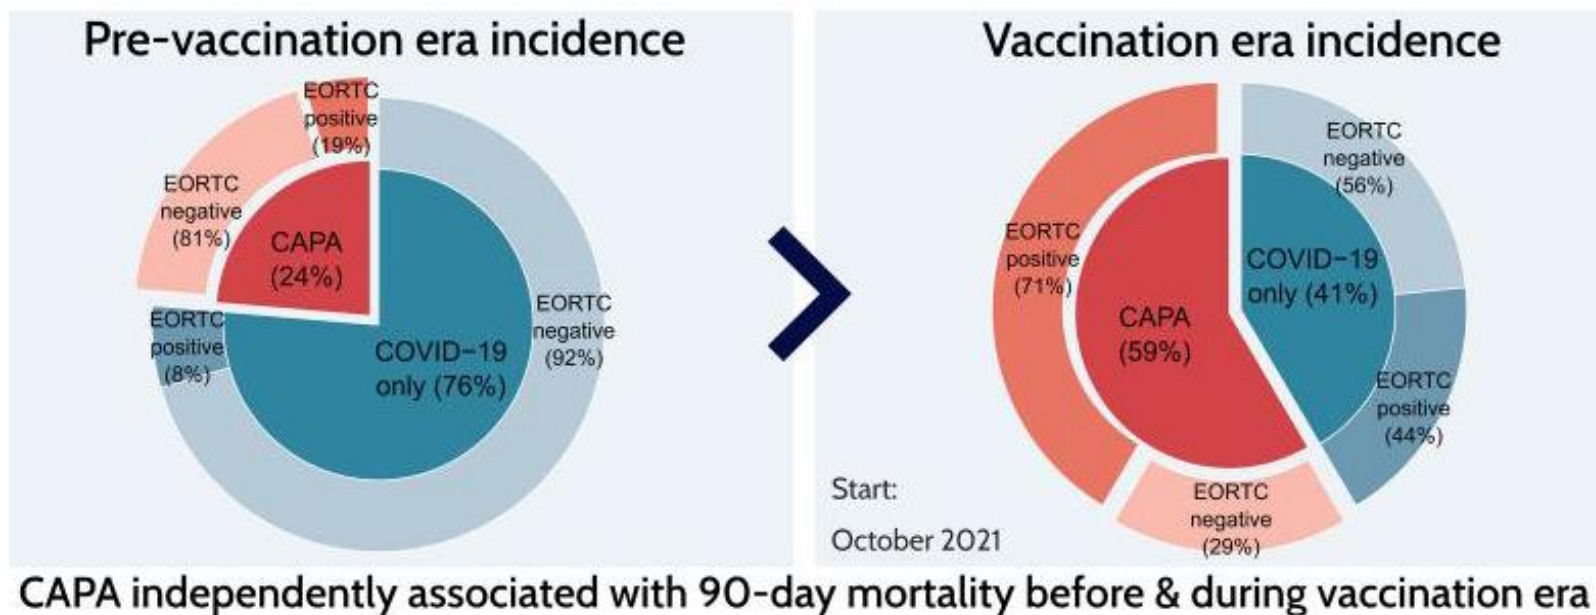 Pre-vaccination era incidence
EORTC
positive
(19%)
EORTC
negative
(81%)
CAPA
(24%)
EORTC
positive
(8%)
COVID−19
only (76%)
EORTC
negative
(92%)
Vaccination era incidence
EORTC
negative
(56%)
EORTC
positive
(71%)
COVID−19
only (41%)
CAPA
(59%)
EORTC
positive
(44%)
EORTC
negative
(29%)
Start:
October 2021
CAPA independently associated with 90-day mortality before & during vaccination era